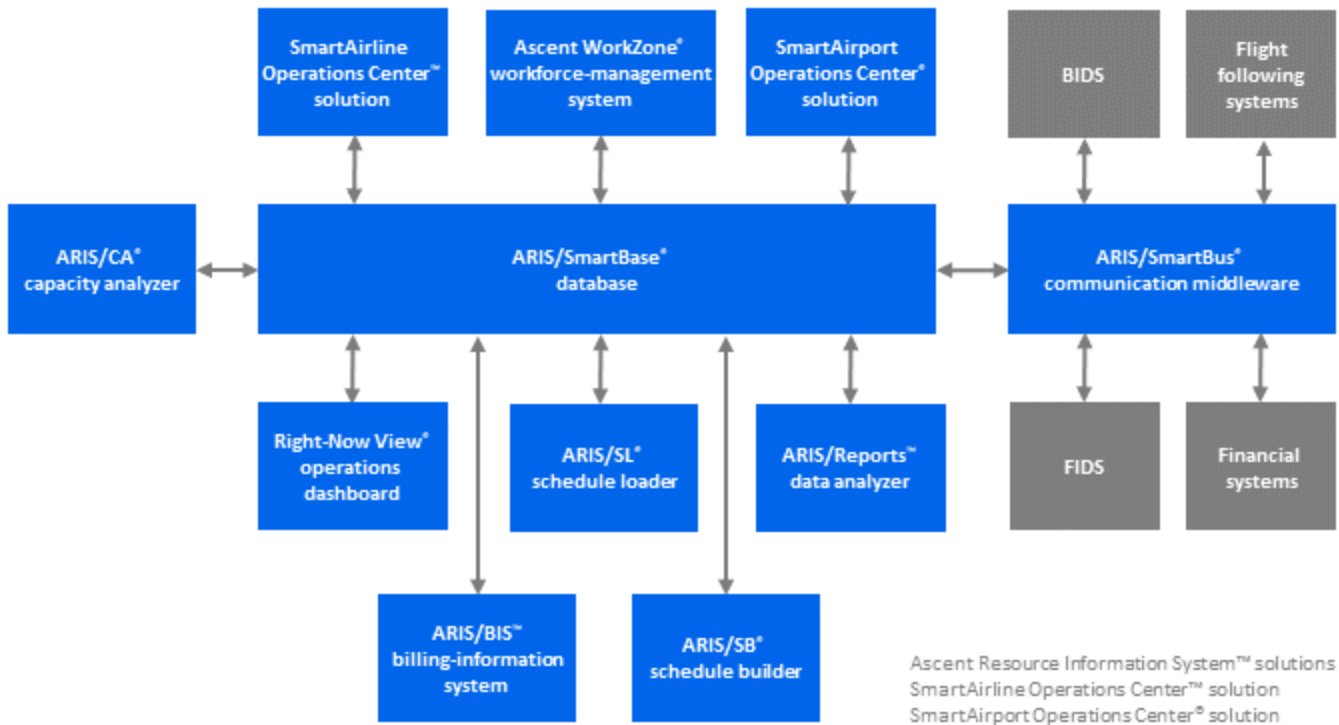 SmartAirline
Operations Center™
solution
Ascent WorkZone®
workforce-management
system
SmartAirport
Operations Center®
solution
BIDS
Flight
following
systems
ARIS/CA®
capacity analyzer
ARIS/SmartBase®
database
ARIS/SmartBus®
communication middleware
Right-Now View®
operations
dashboard
ARIS/SL®
schedule loader
ARIS/Reports™
data analyzer
FIDS
Financial
systems
ARIS/BIS™
billing-information
system
ARIS/SB®
schedule builder
Ascent Resource Information System™ solutions
SmartAirline Operations Center™ solution
SmartAirport Operations Center® solution